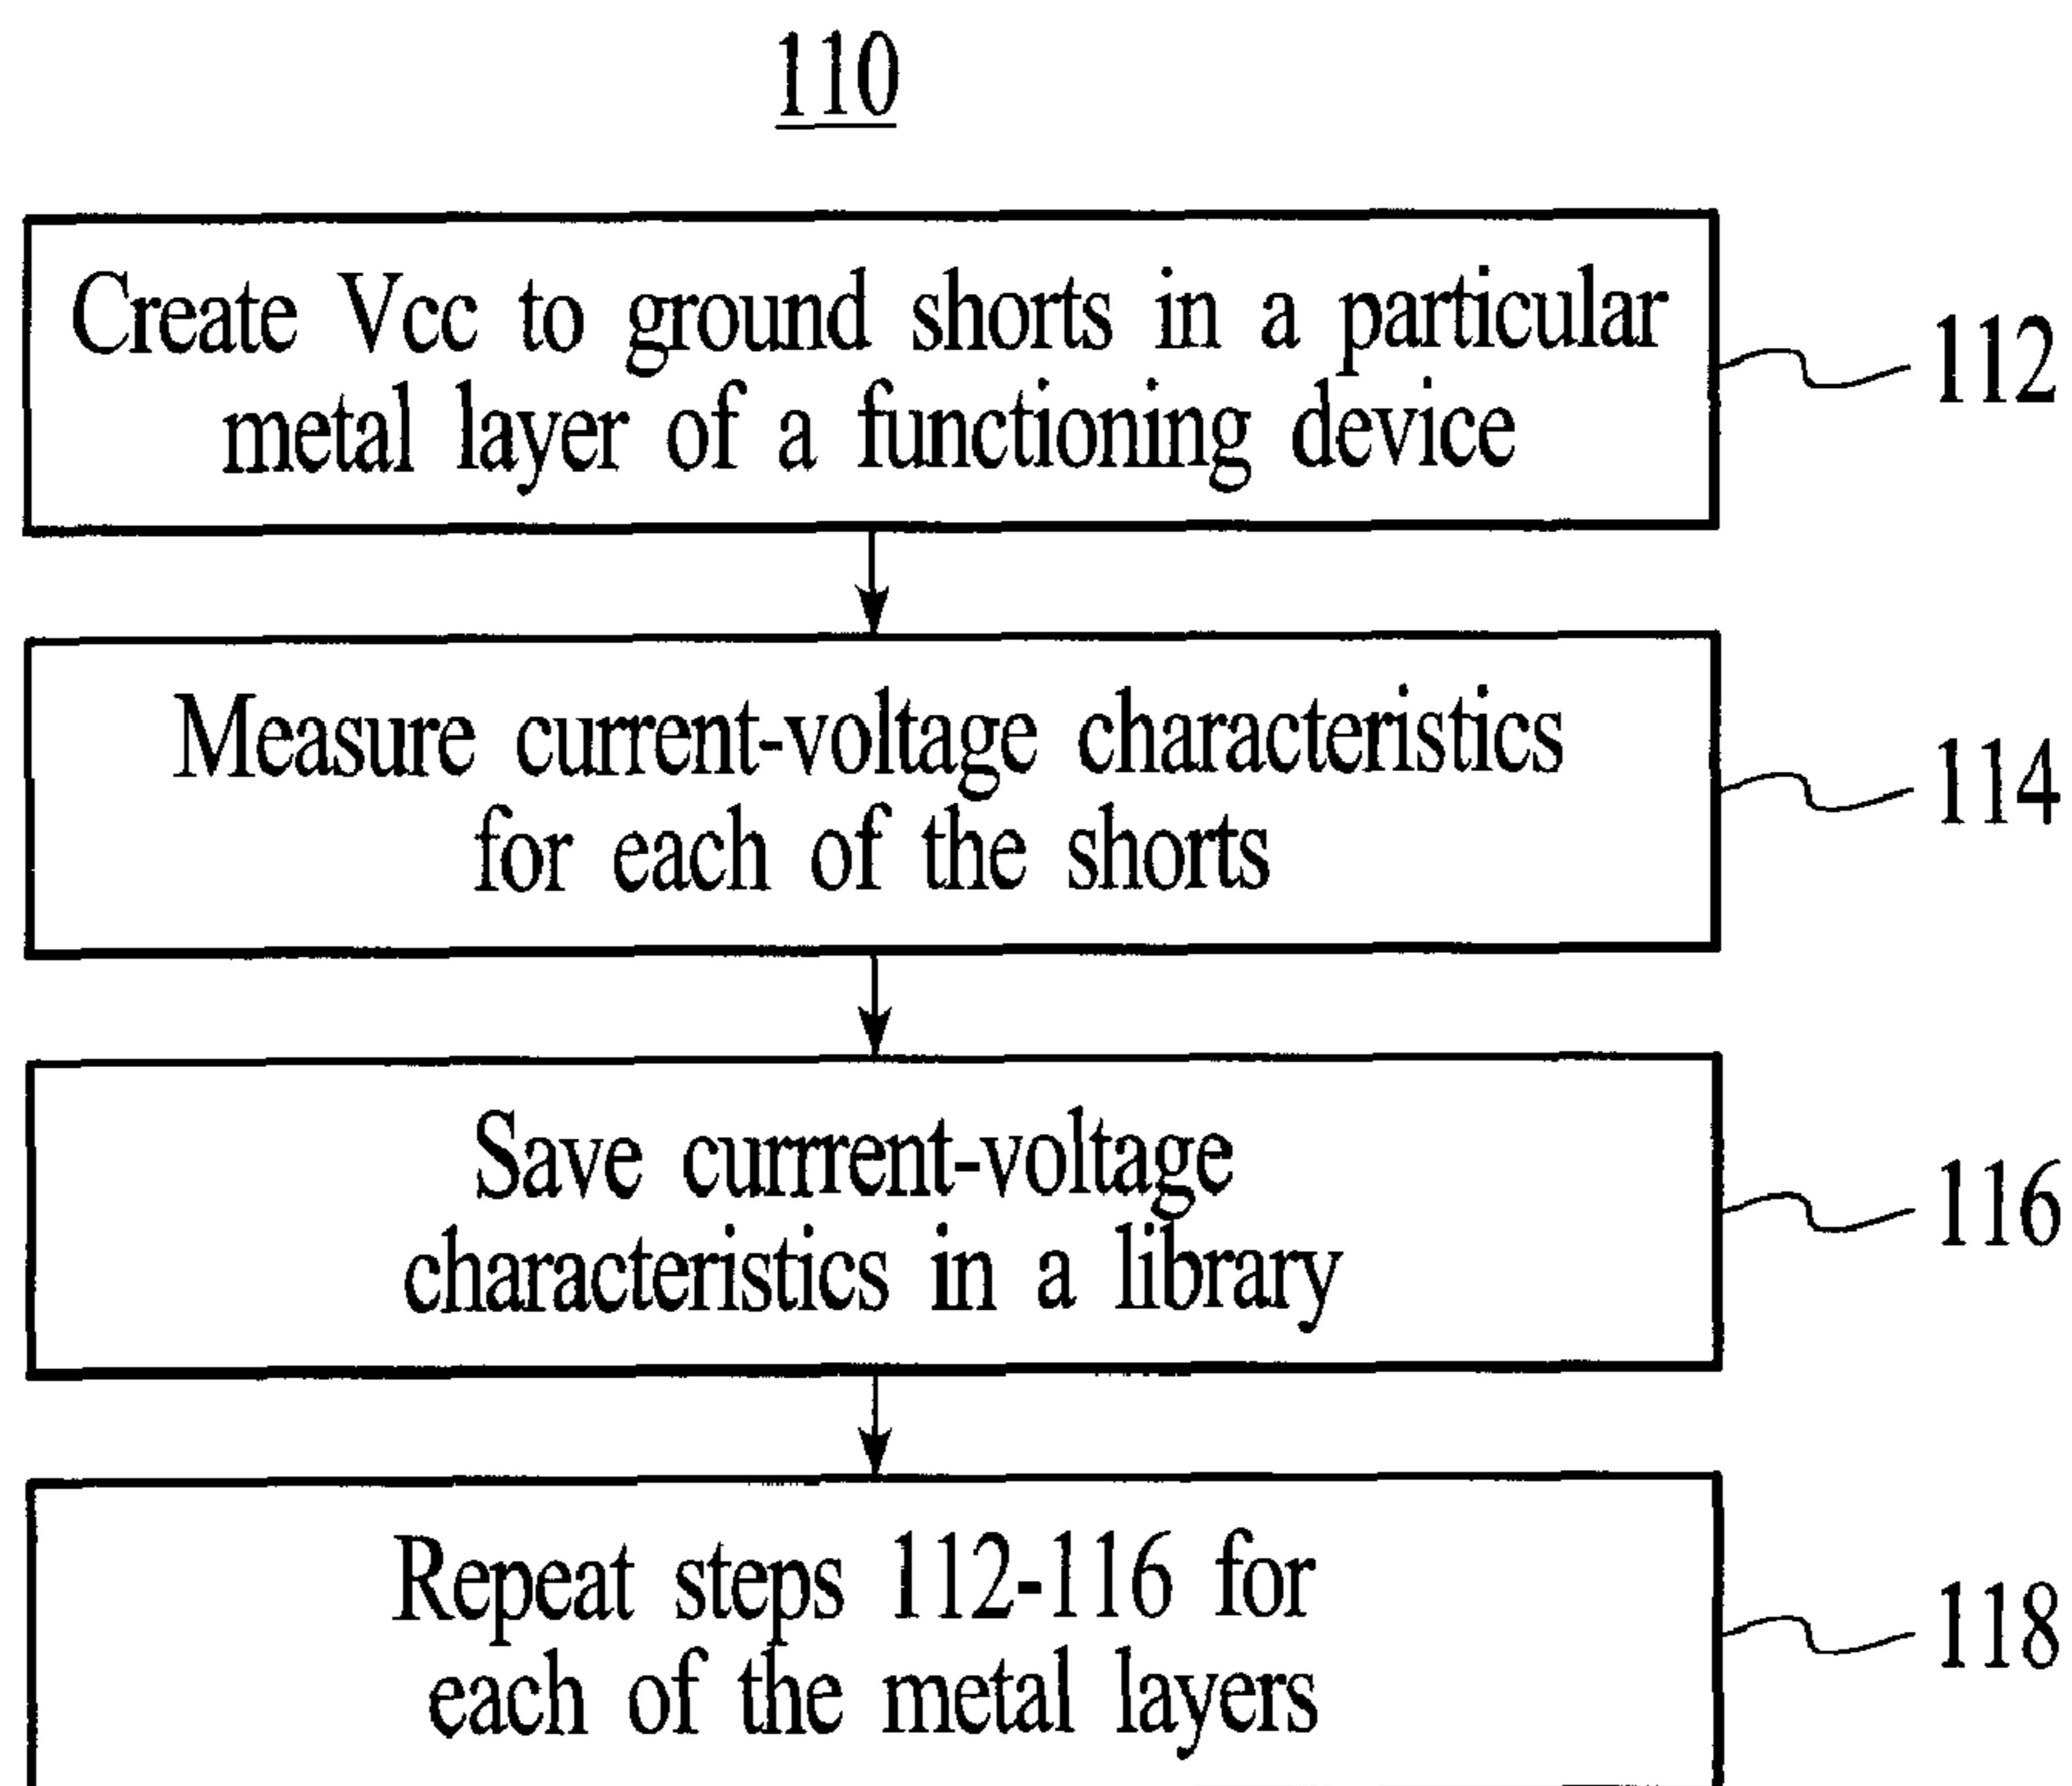 110
Create Vcc to ground shorts in a particular
metal layer of a functioning device
112
Measure current-voltage characteristics
for each of the shorts
114
Save currrent-voltage
characteristics in a library
116
Repeat steps 112-116 for
each of the metal layers
118